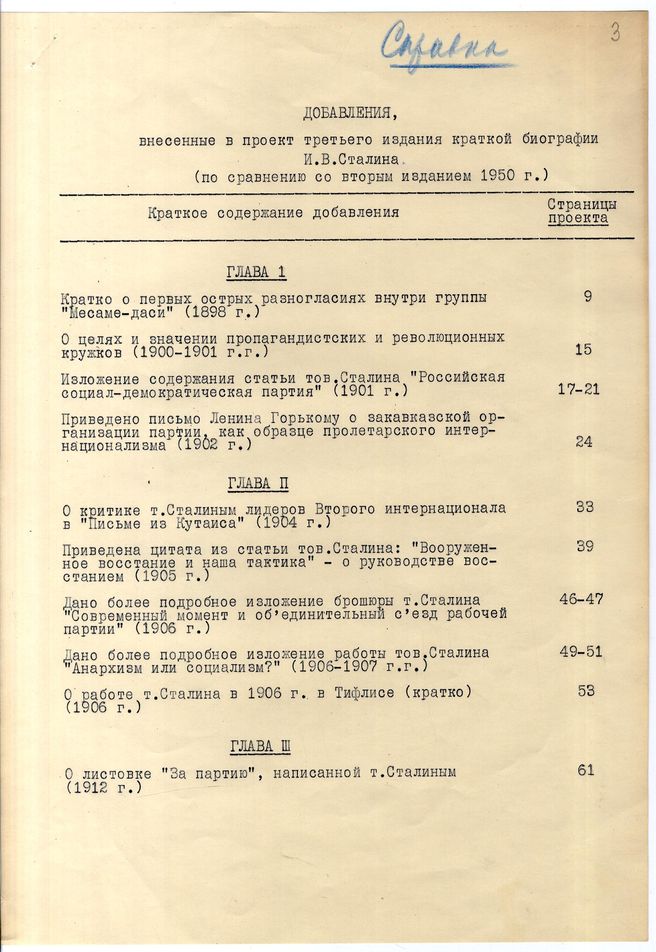 Справка
3
ДОБАВЛЕНИЯ,
внесенные в проект третьего издания краткой биографии
И.В.Сталина.
(по сравнению со вторым изданием 1950 г.)
Краткое содержание добавления Страницы
проекта
ГЛАВА 1
Кратко о первых острых разногласиях внутри группы 9
"Месаме-даси" (1898 г.)
О целях и значении пропагандистских и революционных
кружков (1900-1901 г.г.) 15
Изложение содержания статьи тов.Сталина "Российская
социал-демократическая партия" (1901 г.) 17-21
Приведено письмо Ленина Горькому о закавказской ор-
ганизации партии, как образце пролетарского интер-
национализма (1902 г.) 24
ГЛАВА П
О критике т.Сталиным лидеров Второго интернационала 33
в "Письме из Кутаиса" (1904 г.)
Приведена цитата из статьи тов.Сталина: "Вооружен- 39
ное восстание и наша тактика" - о руководстве вос-
станием (1905 г.)
Дано более подробное изложение брошюры т.Сталина 46-47
"Современный момент и об'единительный с'езд рабочей
партии" (1906 г.)
Дано более подробное изложение работы тов.Сталина 49-51
"Анархизм или социализм?" (1906-1907 г.г.)
О работе т.Сталина в 1906 г. в Тифлисе (кратко) 53
(1906 г.)
ГЛАВА Ш
О листовке "За партию", написанной т.Сталиным 61
(1912 г.)